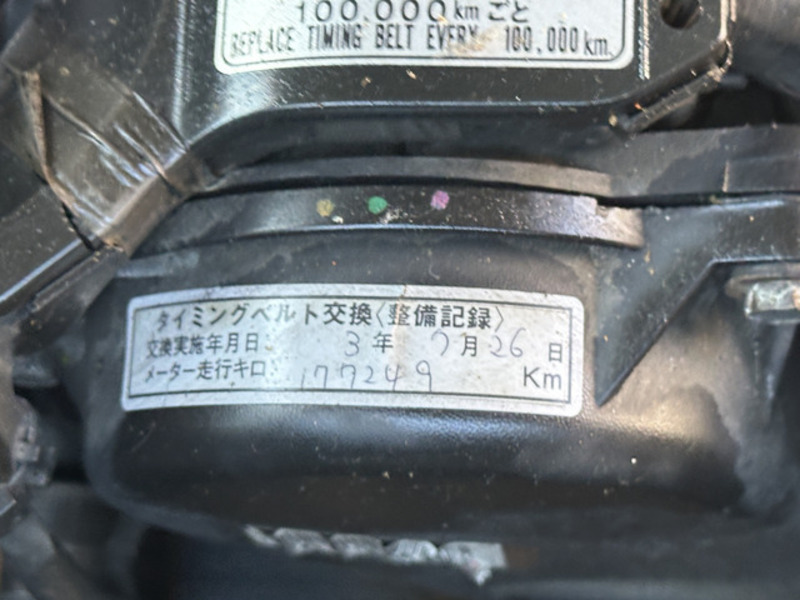 100,000kmごと
REPLACE TIMING BELT EVERY 100,000km.
タイミングベルト交換〈整備記録〉
交換実施年月日: 3年 7月26日
メーター走行キロ: 177249 Km